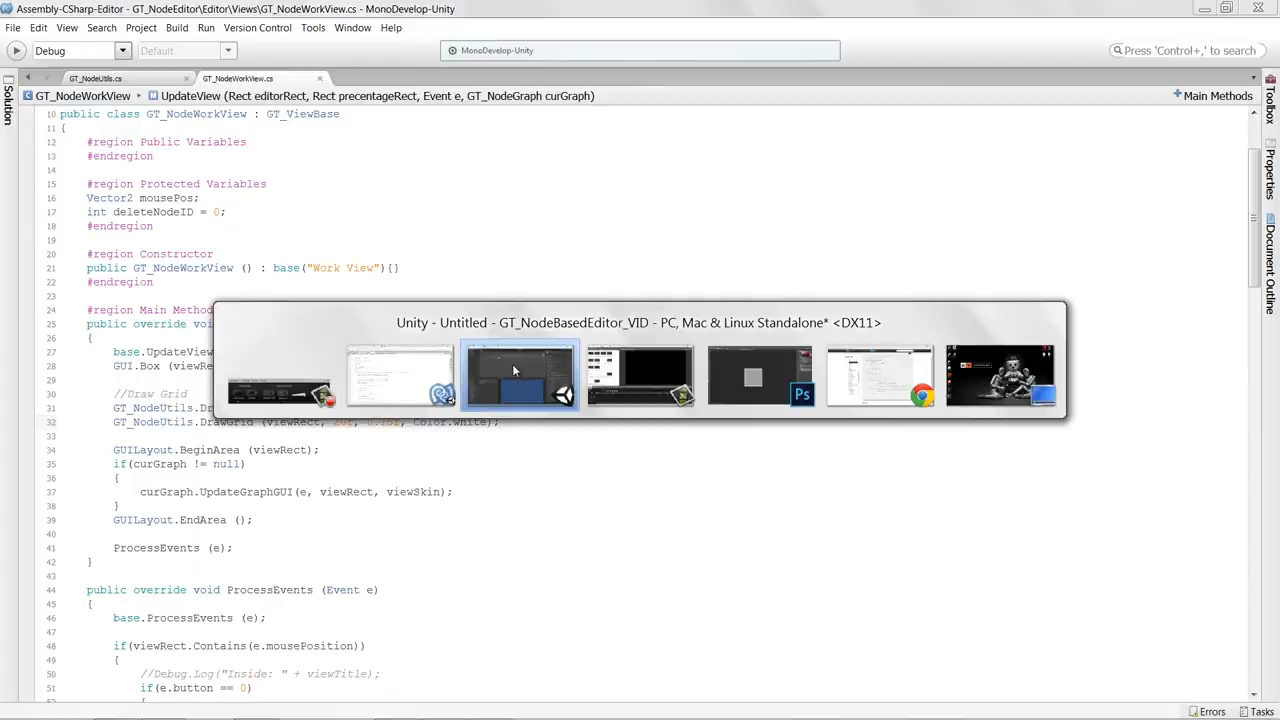 Assembly-CSharp-Editor - GT_NodeEditor\Editor\Views\GT_NodeWorkView.cs - MonoDevelop-Unity
File Edit View Search Project Build Run Version Control Tools Window Help
Debug Default MonoDevelop-Unity Press 'Control+,' to search
GT_NodeUtils.cs GT_NodeWorkView.cs
GT_NodeWorkView UpdateView (Rect editorRect, Rect precentageRect, Event e, GT_NodeGraph curGraph) Main Methods
Solution
Toolbox
Properties
Document Outline
10 public class GT_NodeWorkView : GT_ViewBase
11 {
12 #region Public Variables
13 #endregion
14
15 #region Protected Variables
16 Vector2 mousePos;
17 int deleteNodeID = 0;
18 #endregion
19
20 #region Constructor
21 public GT_NodeWorkView () : base("Work View"){}
22 #endregion
23
24 #region Main Method
25 public override voi
26 {
27 base.UpdateView
28 GUI.Box (viewR
29
30 //Draw Grid
31 GT_NodeUtils.Dr
32 GT_NodeUtils.DrawGrid (viewRect, Color.white);
33
34 GUILayout.BeginArea (viewRect);
35 if(curGraph != null)
36 {
37 curGraph.UpdateGraphGUI(e, viewRect, viewSkin);
38 }
39 GUILayout.EndArea ();
40
41 ProcessEvents (e);
42 }
43
44 public override void ProcessEvents (Event e)
45 {
46 base.ProcessEvents (e);
47
48 if(viewRect.Contains(e.mousePosition))
49 {
50 //Debug.Log("Inside: " + viewTitle);
51 if(e.button == 0)
Unity - Untitled - GT_NodeBasedEditor_VID - PC, Mac & Linux Standalone* <DX11>
Ps
Errors Tasks